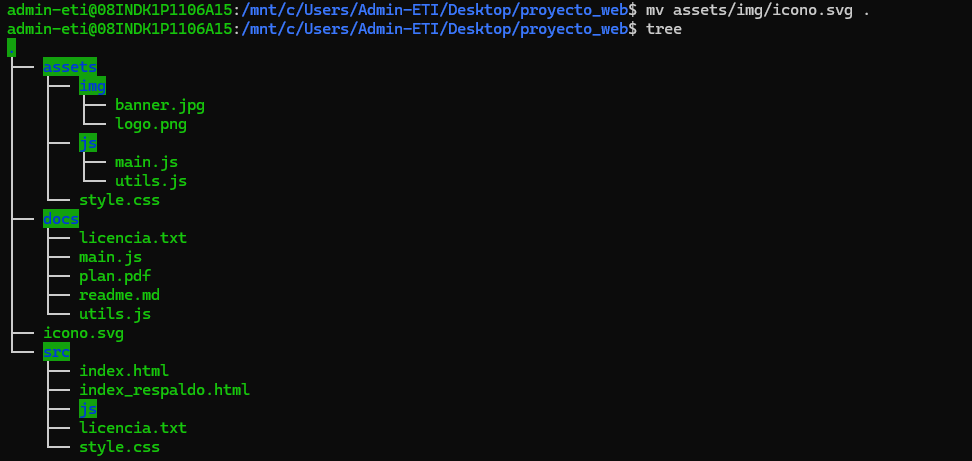 admin-eti@08INDK1P1106A15:/mnt/c/Users/Admin-ETI/Desktop/proyecto_web$ mv assets/img/icono.svg .
admin-eti@08INDK1P1106A15:/mnt/c/Users/Admin-ETI/Desktop/proyecto_web$ tree
.
├── assets
│   ├── img
│   │   ├── banner.jpg
│   │   └── logo.png
│   ├── js
│   │   ├── main.js
│   │   └── utils.js
│   └── style.css
├── docs
│   ├── licencia.txt
│   ├── main.js
│   ├── plan.pdf
│   ├── readme.md
│   └── utils.js
├── icono.svg
└── src
    ├── index.html
    ├── index_respaldo.html
    ├── js
    ├── licencia.txt
    └── style.css